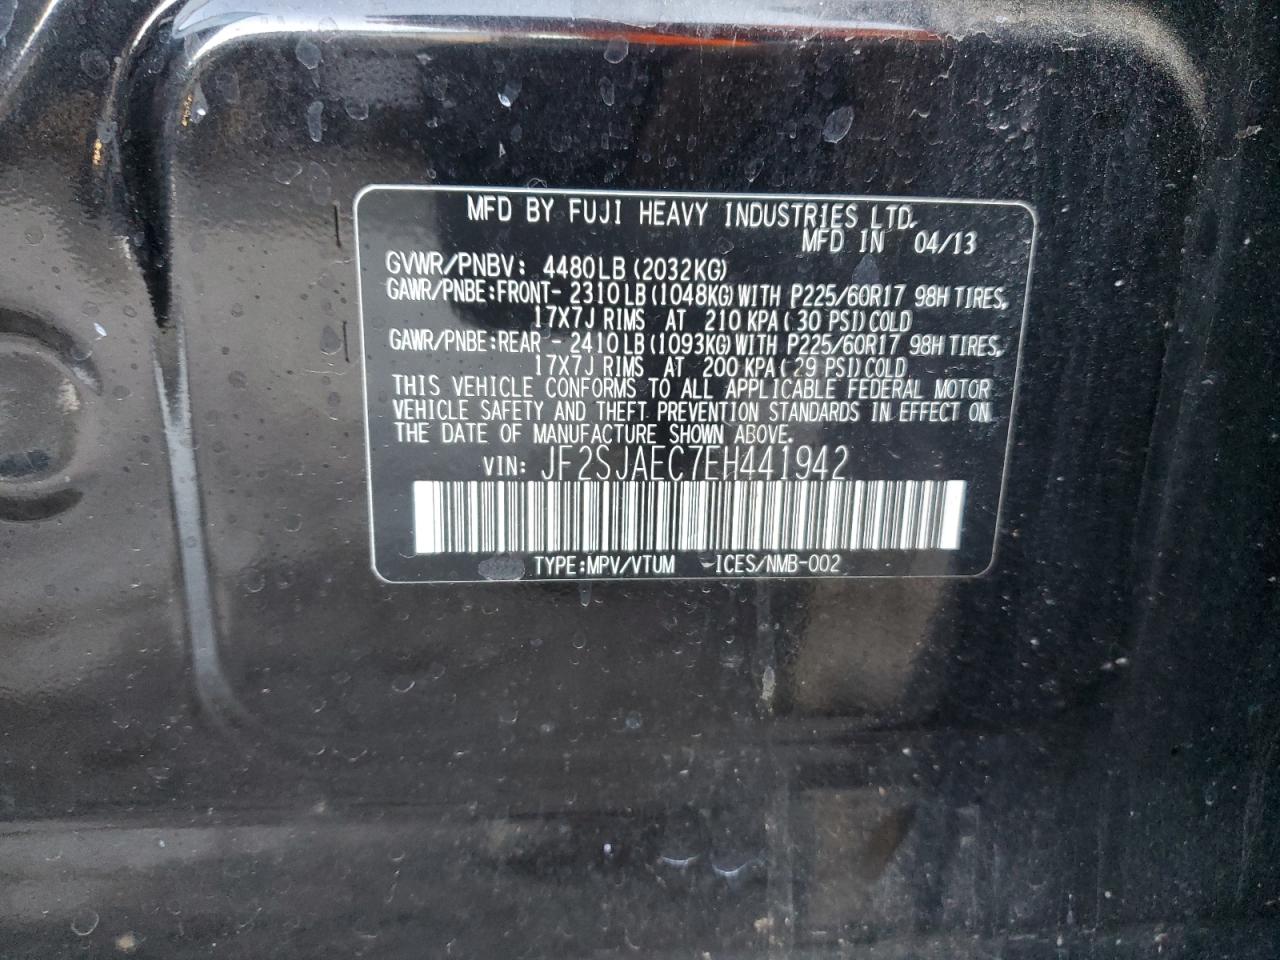 MFD BY FUJI HEAVY INDUSTRIES LTD.
MFD IN 04/13
GVWR/PNBV: 4480LB (2032KG)
GAWR/PNBE:FRONT- 2310LB (1048KG) WITH P225/60R17 98H TIRES,
17X7J RIMS AT 210 KPA (30 PSI) COLD
GAWR/PNBE:REAR - 2410LB (1093KG) WITH P225/60R17 98H TIRES,
17X7J RIMS AT 200 KPA (29 PSI) COLD
THIS VEHICLE CONFORMS TO ALL APPLICABLE FEDERAL MOTOR
VEHICLE SAFETY AND THEFT PREVENTION STANDARDS IN EFFECT ON
THE DATE OF MANUFACTURE SHOWN ABOVE.
VIN: JF2SJAEC7EH441942
TYPE:MPV/VTUM ICES/NMB-002